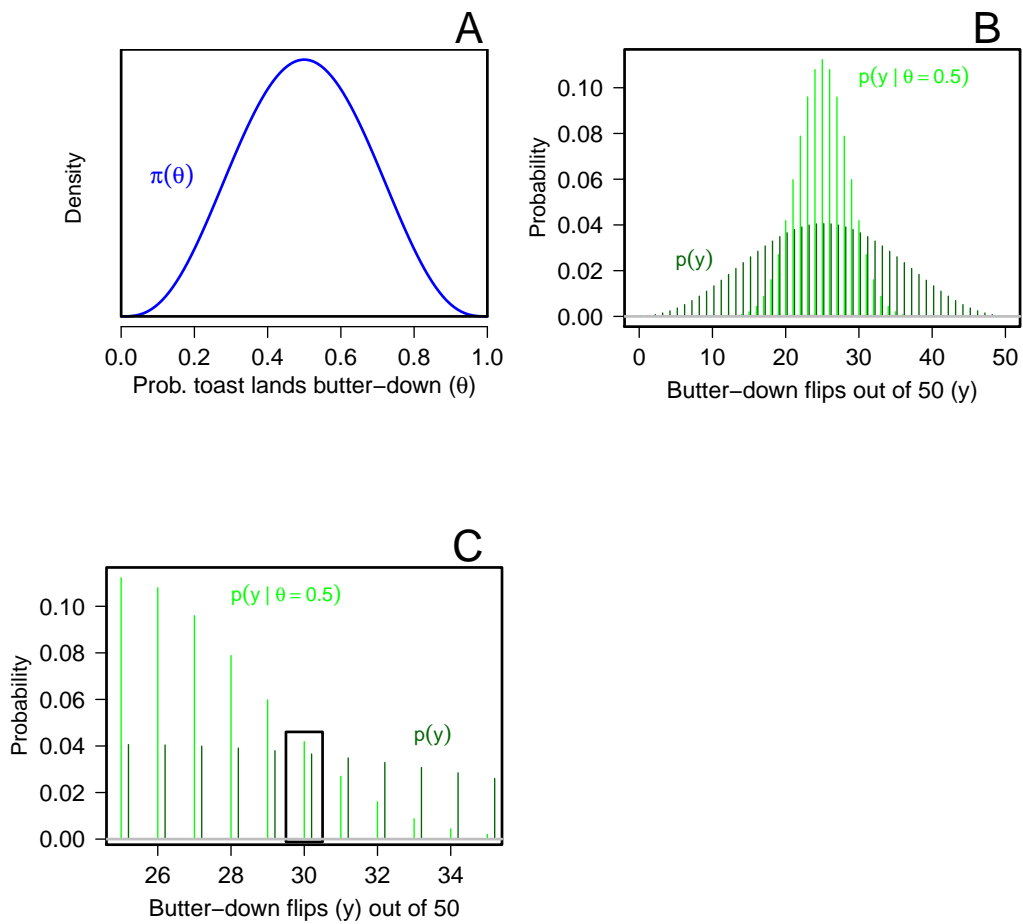 A
Density
π(θ)
0.0 0.2 0.4 0.6 0.8 1.0
Prob. toast lands butter−down (θ)
B
Probability
0.10
0.08
0.06
0.04
0.02
0.00
p(y | θ = 0.5)
p(y)
0 10 20 30 40 50
Butter−down flips out of 50 (y)
C
Probability
0.10
0.08
0.06
0.04
0.02
0.00
p(y | θ = 0.5)
p(y)
26 28 30 32 34
Butter−down flips (y) out of 50